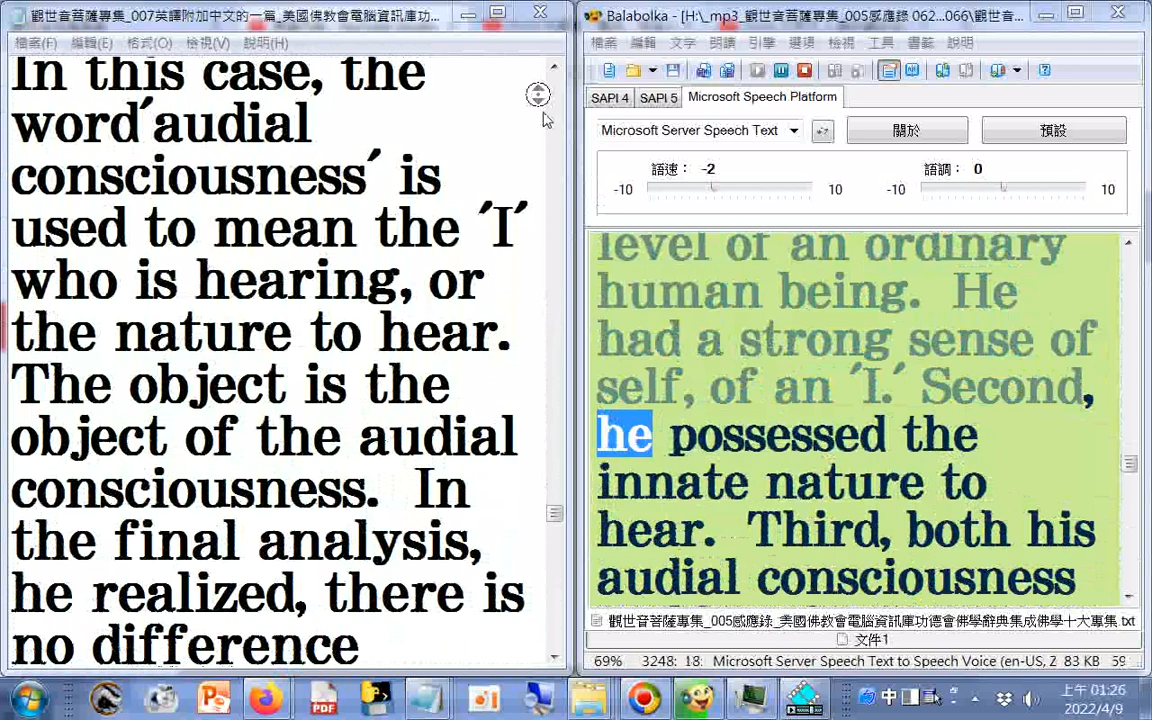 觀世音菩薩專集_007英譯附加中文的一篇_美國佛教會電腦資訊庫功...
檔案(F) 編輯(E) 格式(O) 檢視(V) 說明(H)
In this case, the
word'audial
consciousness' is
used to mean the 'I'
who is hearing, or
the nature to hear.
The object is the
object of the audial
consciousness.  In
the final analysis,
he realized, there is
no difference
Balabolka - [H:\_mp3_觀世音菩薩專集_005感應錄 062...066\觀世音...
檔案 編輯 文字 朗讀 引擎 選項 檢視 工具 書籤 說明
SAPI 4 SAPI 5 Microsoft Speech Platform
Microsoft Server Speech Text 關於 預設
語速： -2 語調： 0
-10 10 -10 10
level of an ordinary
human being.  He
had a strong sense of
self, of an 'I.' Second,
he possessed the
innate nature to
hear.  Third, both his
audial consciousness
觀世音菩薩專集_005感應錄_美國佛教會電腦資訊庫功德會佛學辭典集成佛學十大專集 txt
文件1
69% 3248: 18: Microsoft Server Speech Text to Speech Voice (en-US, Z 83 KB 59
中
上午 01:26
2022/4/9